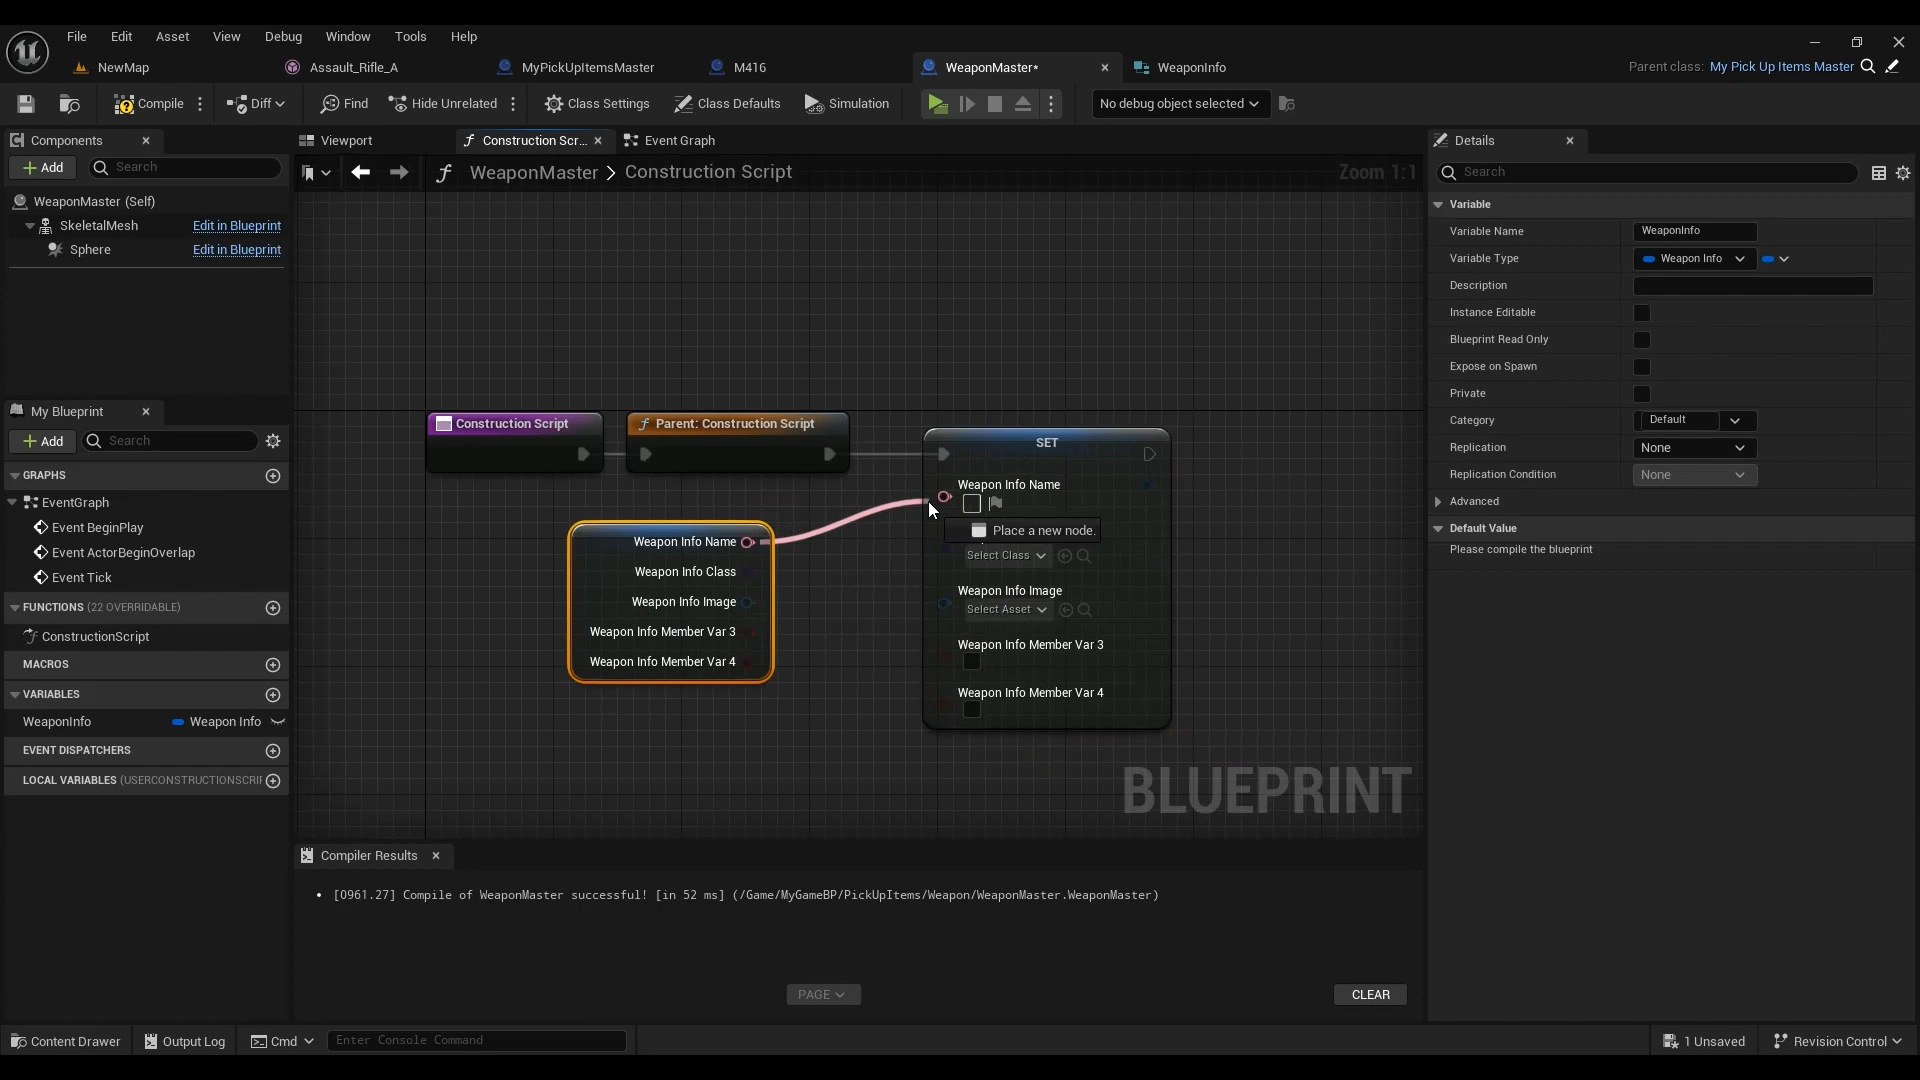 File Edit Asset View Debug Window Tools Help
NewMap Assault_Rifle_A MyPickUpItemsMaster M416 WeaponMaster* WeaponInfo Parent class: My Pick Up Items Master
Compile Diff Find Hide Unrelated Class Settings Class Defaults Simulation No debug object selected
Components
Add Search
WeaponMaster (Self)
SkeletalMesh Edit in Blueprint
Sphere Edit in Blueprint
My Blueprint
Add Search
GRAPHS
EventGraph
Event BeginPlay
Event ActorBeginOverlap
Event Tick
FUNCTIONS (22 OVERRIDABLE)
ConstructionScript
MACROS
VARIABLES
WeaponInfo Weapon Info
EVENT DISPATCHERS
LOCAL VARIABLES (USERCONSTRUCTIONSCRIP
Viewport Construction Scr... Event Graph
WeaponMaster > Construction Script Zoom 1:1
Construction Script
Parent: Construction Script
SET
Weapon Info Name
Place a new node.
Select Class
Weapon Info Image
Select Asset
Weapon Info Member Var 3
Weapon Info Member Var 4
Weapon Info Name
Weapon Info Class
Weapon Info Image
Weapon Info Member Var 3
Weapon Info Member Var 4
BLUEPRINT
Compiler Results
[0961.27] Compile of WeaponMaster successful! [in 52 ms] (/Game/MyGameBP/PickUpItems/Weapon/WeaponMaster.WeaponMaster)
PAGE
CLEAR
Details
Search
Variable
Variable Name WeaponInfo
Variable Type Weapon Info
Description
Instance Editable
Blueprint Read Only
Expose on Spawn
Private
Category Default
Replication None
Replication Condition None
Advanced
Default Value
Please compile the blueprint
Content Drawer Output Log Cmd Enter Console Command 1 Unsaved Revision Control